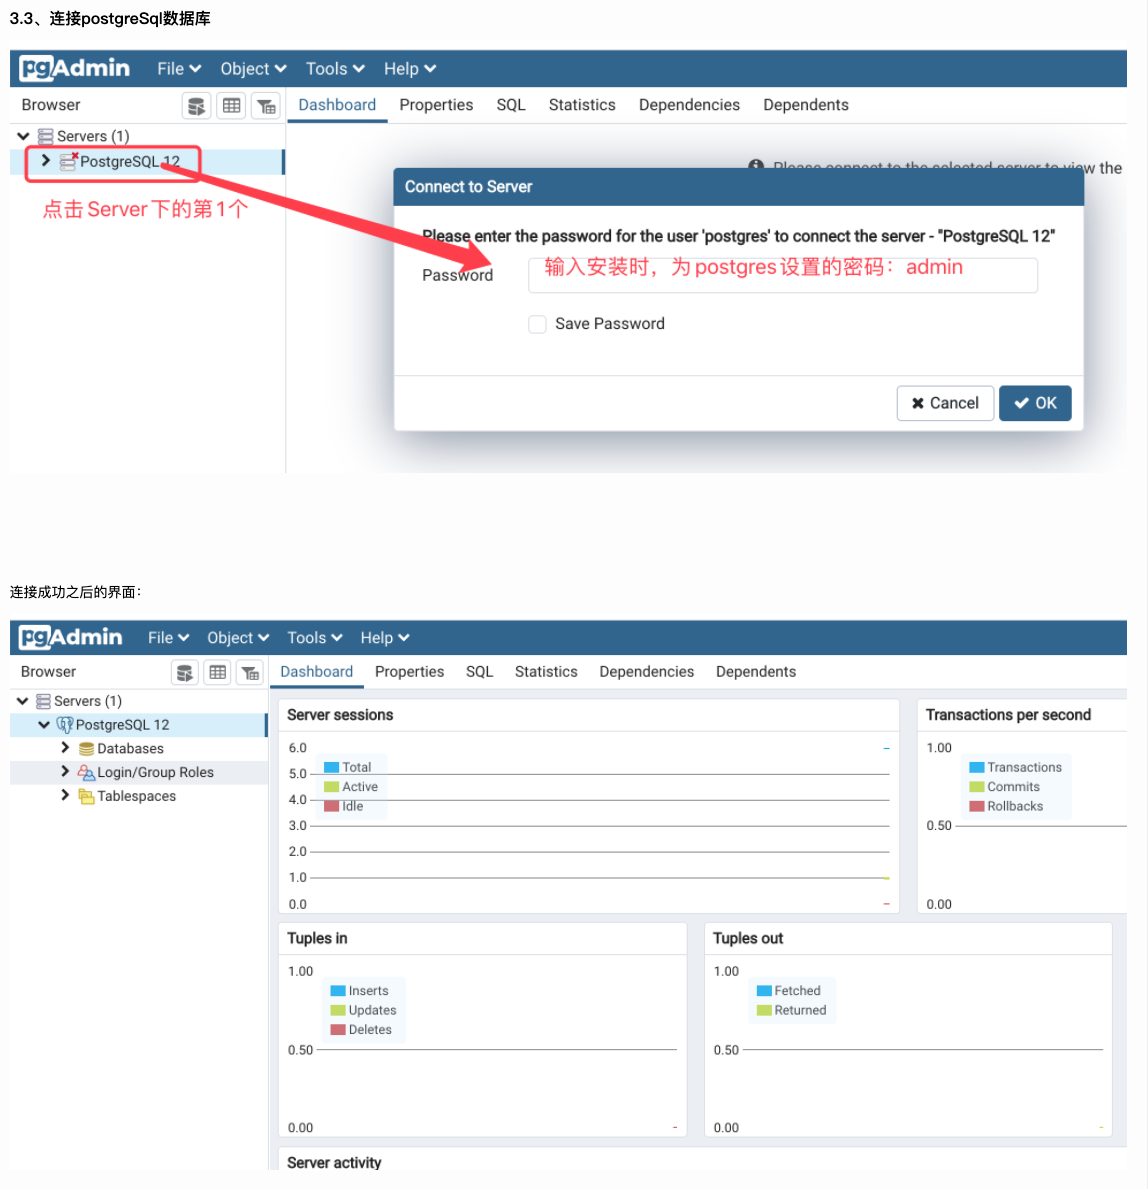 3.3、连接postgreSql数据库
pgAdmin File Object Tools Help
Browser Dashboard Properties SQL Statistics Dependencies Dependents
Servers (1)
PostgreSQL 12
Please connect to the selected server to view the
点击Server下的第1个
Connect to Server
Please enter the password for the user 'postgres' to connect the server - "PostgreSQL 12"
Password
输入安装时，为postgres设置的密码：admin
Save Password
Cancel OK
连接成功之后的界面：
pgAdmin File Object Tools Help
Browser Dashboard Properties SQL Statistics Dependencies Dependents
Servers (1)
PostgreSQL 12
Databases
Login/Group Roles
Tablespaces
Server sessions
6.0
5.0
4.0
3.0
2.0
1.0
0.0
Total
Active
Idle
Transactions per second
1.00
0.50
0.00
Transactions
Commits
Rollbacks
Tuples in
1.00
0.50
0.00
Inserts
Updates
Deletes
Tuples out
1.00
0.50
0.00
Fetched
Returned
Server activity